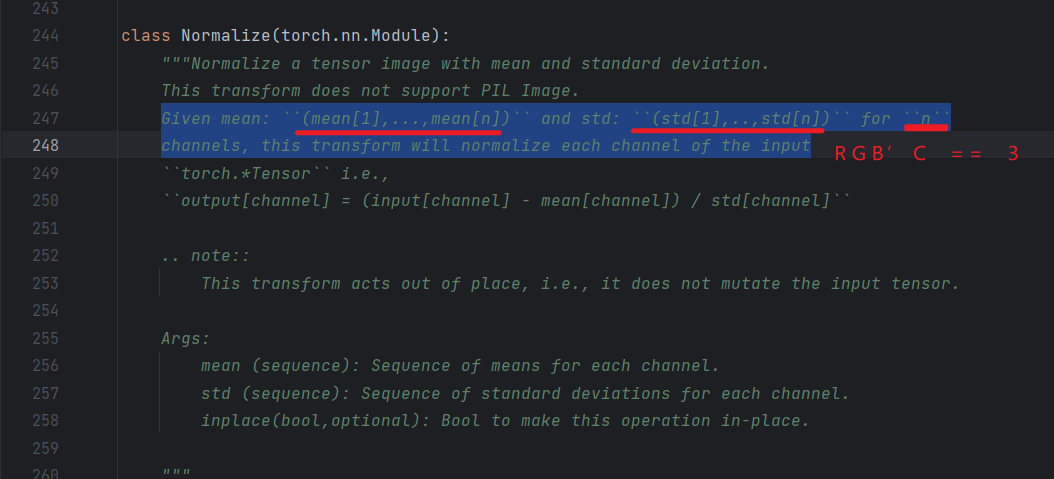 243
244 class Normalize(torch.nn.Module):
245 """Normalize a tensor image with mean and standard deviation.
246 This transform does not support PIL Image.
247 Given mean: ``(mean[1],...,mean[n])`` and std: ``(std[1],..,std[n])`` for ``n``
248 channels, this transform will normalize each channel of the input
RGB' C == 3
249 ``torch.*Tensor`` i.e.,
250 ``output[channel] = (input[channel] - mean[channel]) / std[channel]``
251
252 .. note::
253 This transform acts out of place, i.e., it does not mutate the input tensor.
254
255 Args:
256 mean (sequence): Sequence of means for each channel.
257 std (sequence): Sequence of standard deviations for each channel.
258 inplace(bool,optional): Bool to make this operation in-place.
259
260 """